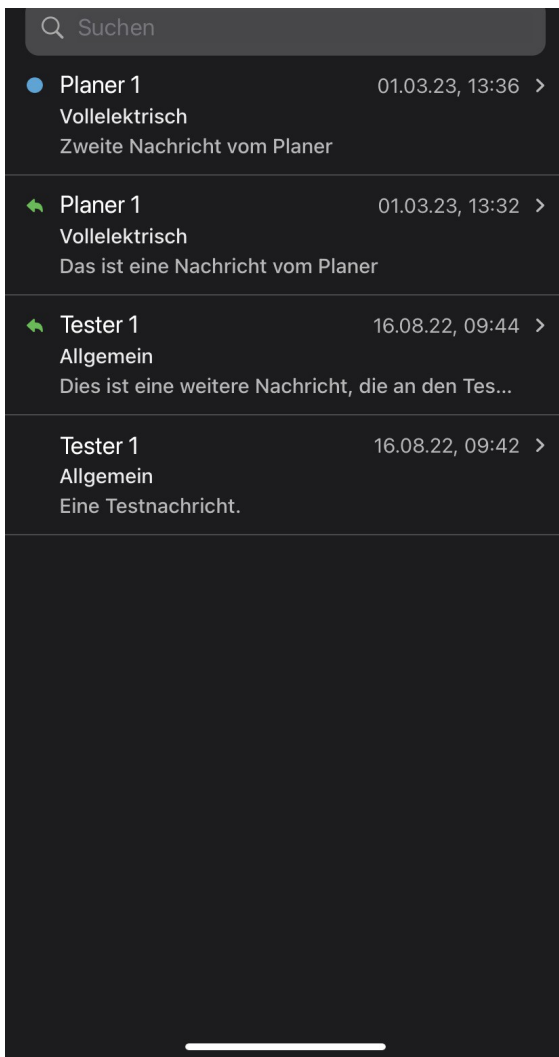 Suchen
Planer 1 01.03.23, 13:36
Vollelektrisch
Zweite Nachricht vom Planer
Planer 1 01.03.23, 13:32
Vollelektrisch
Das ist eine Nachricht vom Planer
Tester 1 16.08.22, 09:44
Allgemein
Dies ist eine weitere Nachricht, die an den Tes...
Tester 1 16.08.22, 09:42
Allgemein
Eine Testnachricht.